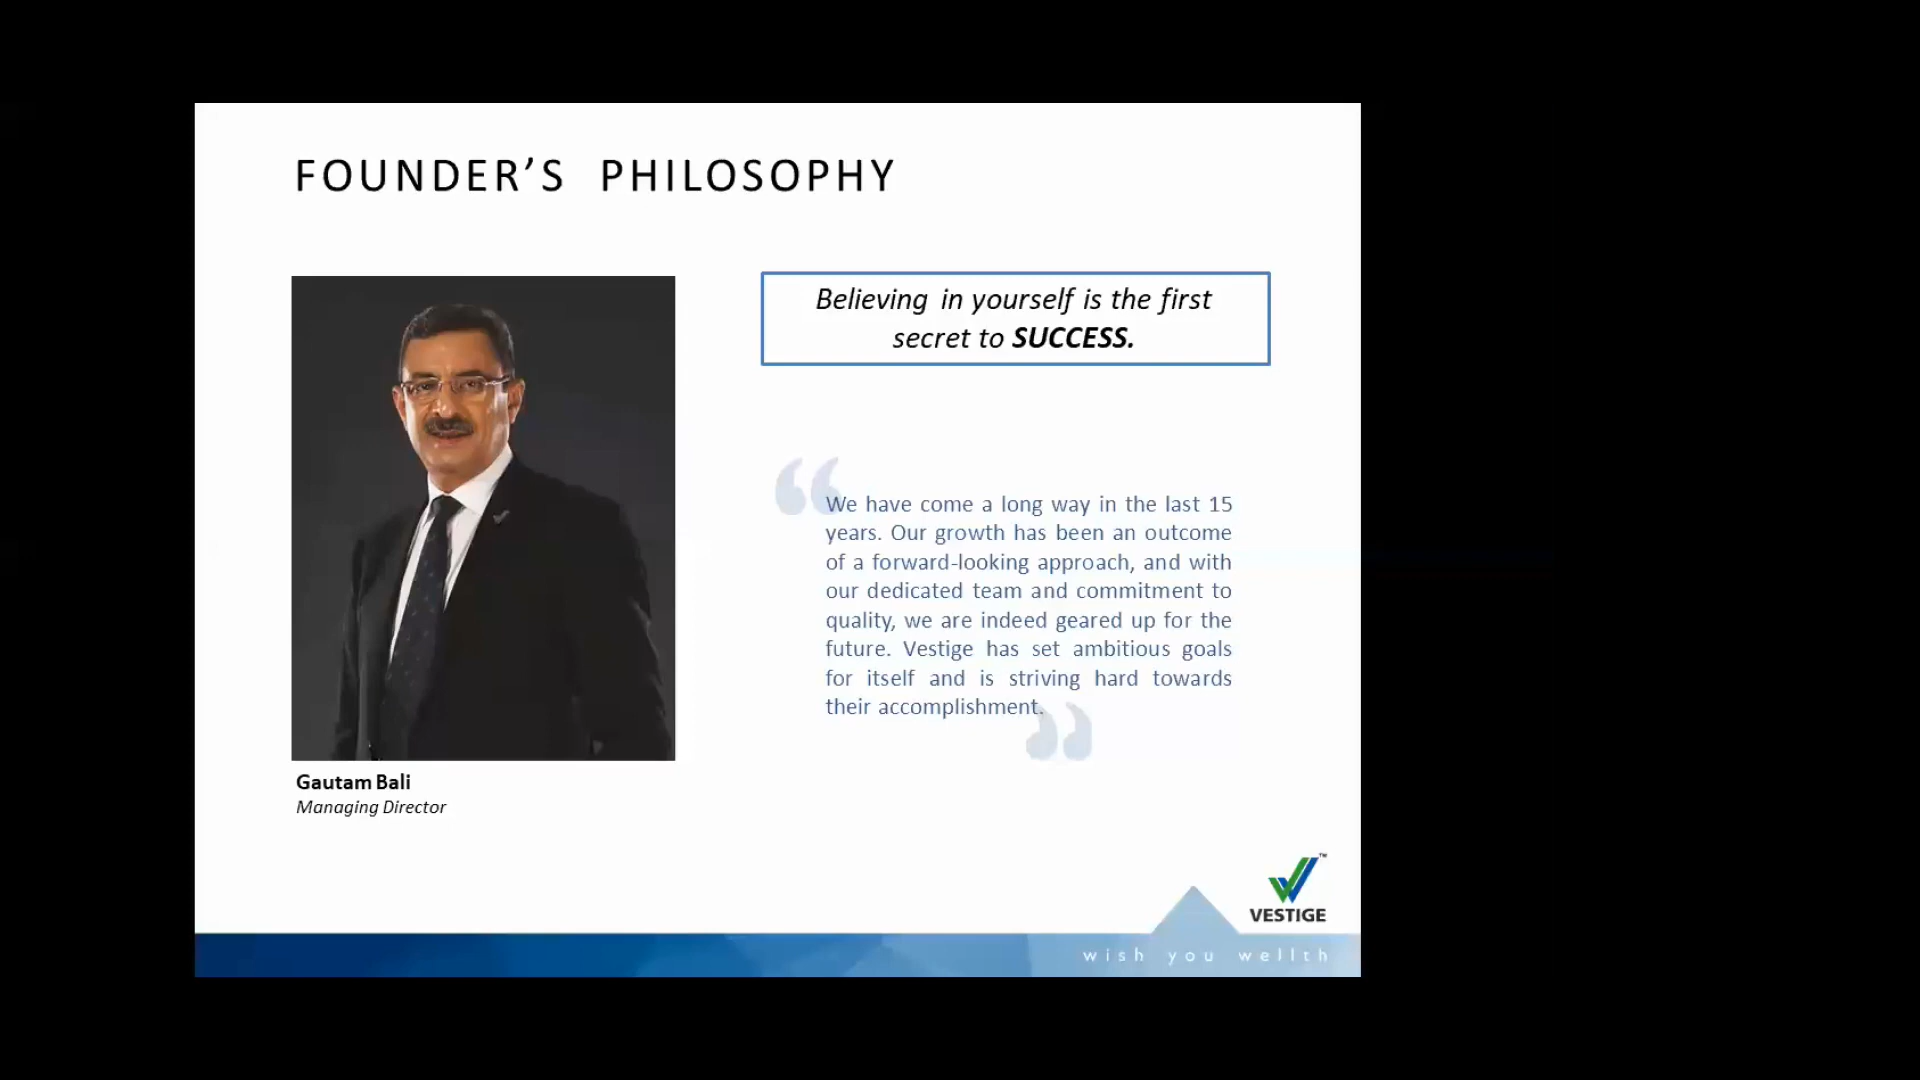 FOUNDER’S PHILOSOPHY
Believing in yourself is the first
secret to SUCCESS.
We have come a long way in the last 15
years. Our growth has been an outcome
of a forward-looking approach, and with
our dedicated team and commitment to
quality, we are indeed geared up for the
future. Vestige has set ambitious goals
for itself and is striving hard towards
their accomplishment.
Gautam Bali
Managing Director
TM
VESTIGE
wish you wellth